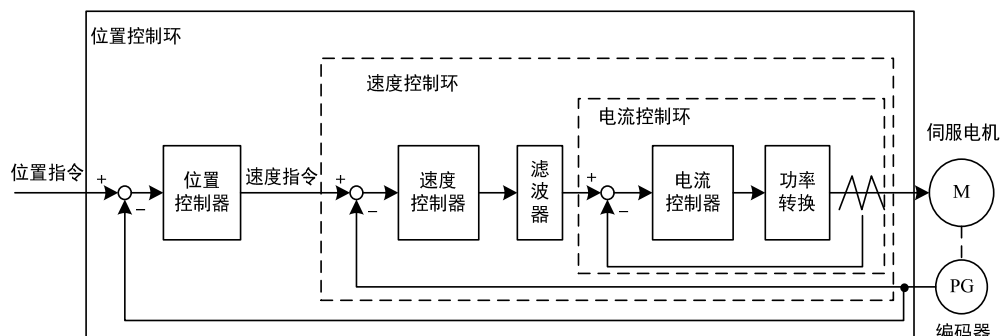 位置控制环
速度控制环
电流控制环
伺服电机
位置指令
+
−
位置
控制器
速度指令
+
−
速度
控制器
滤
波
器
+
−
电流
控制器
功率
转换
M
PG
编码器